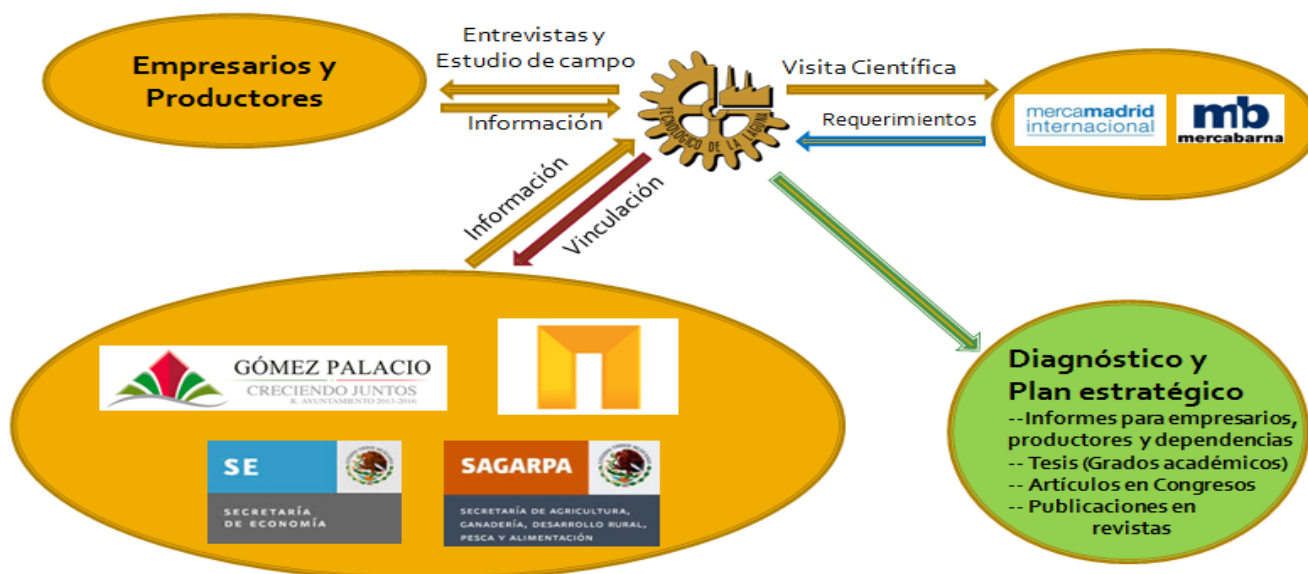 Empresarios y
Productores
Entrevistas y
Estudio de campo
Información
TECNOLOGICO DE LA LAGUNA
Visita Científica
Requerimientos
mercamadrid
internacional
mb
mercabarna
Información
Vinculación
GÓMEZ PALACIO
CRECIENDO JUNTOS
R. AYUNTAMIENTO 2013-2016
SE
SECRETARÍA
DE ECONOMÍA
SAGARPA
SECRETARÍA DE AGRICULTURA,
GANADERÍA, DESARROLLO RURAL,
PESCA Y ALIMENTACIÓN
Diagnóstico y
Plan estratégico
--Informes para empresarios,
productores y dependencias
-- Tesis (Grados académicos)
-- Artículos en Congresos
-- Publicaciones en
revistas